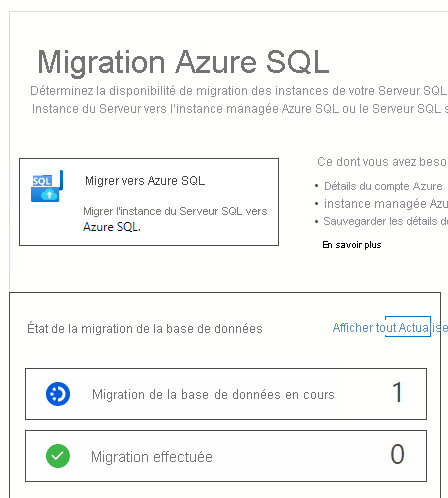 Migration Azure SQL
Déterminez la disponibilité de migration des instances de votre Serveur SQL
Instance du Serveur vers l'instance managée Azure SQL ou le Serveur SQL s
SQL
Migrer vers Azure SQL
Migrer l'instance du Serveur SQL vers
Azure SQL.
Ce dont vous avez beso
• Détails du compte Azure.
• instance managée Azu
• Sauvegarder les détails de
En savoir plus
État de la migration de la base de données
Afficher tout Actualise
Migration de la base de données en cours 1
Migration effectuée 0